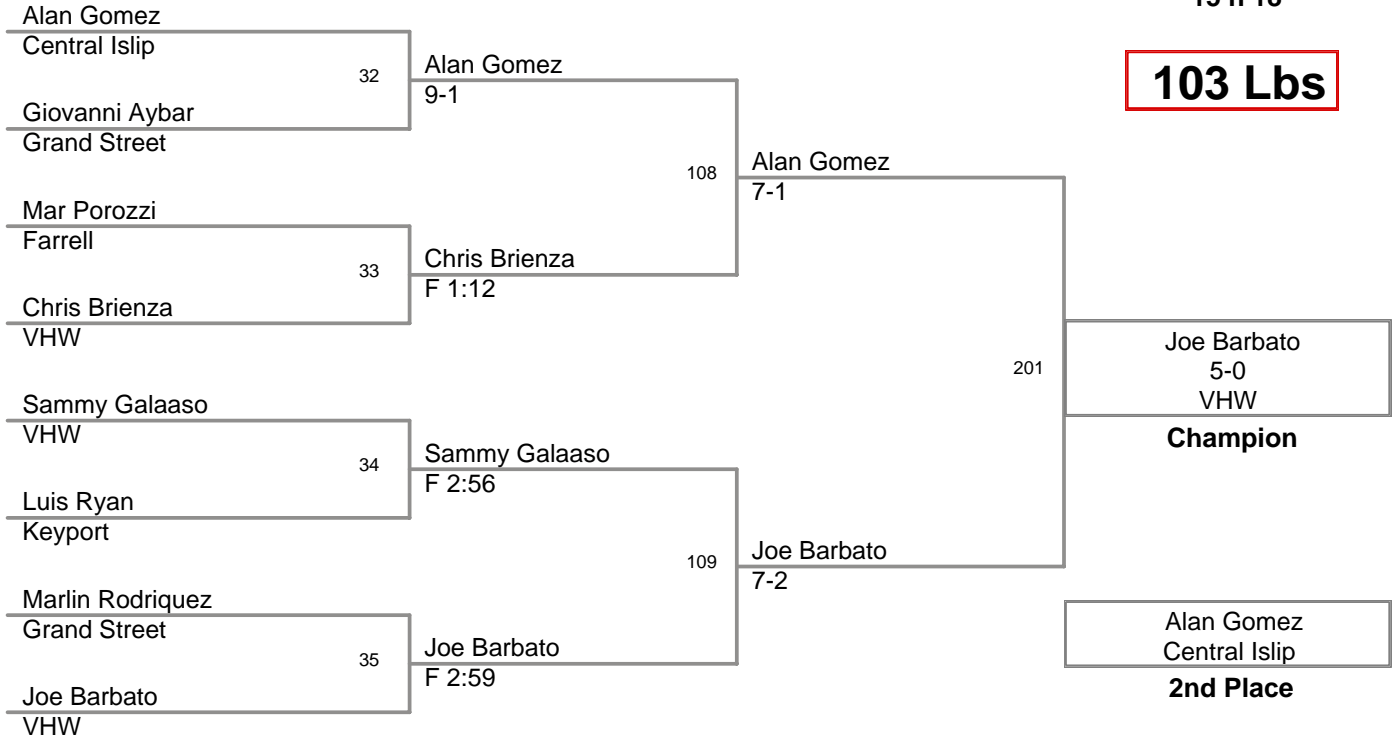 Alan Gomez
Central Islip
32
Giovanni Aybar
Grand Street
Alan Gomez
9-1
Mar Porozzi
Farrell
33
Chris Brienza
VHW
Chris Brienza
F 1:12
108
Alan Gomez
7-1
Sammy Galaaso
VHW
34
Luis Ryan
Keyport
Sammy Galaaso
F 2:56
Marlin Rodriquez
Grand Street
35
Joe Barbato
VHW
Joe Barbato
F 2:59
109
Joe Barbato
7-2
201
103 Lbs
Joe Barbato
5-0
VHW
Champion
Alan Gomez
Central Islip
2nd Place